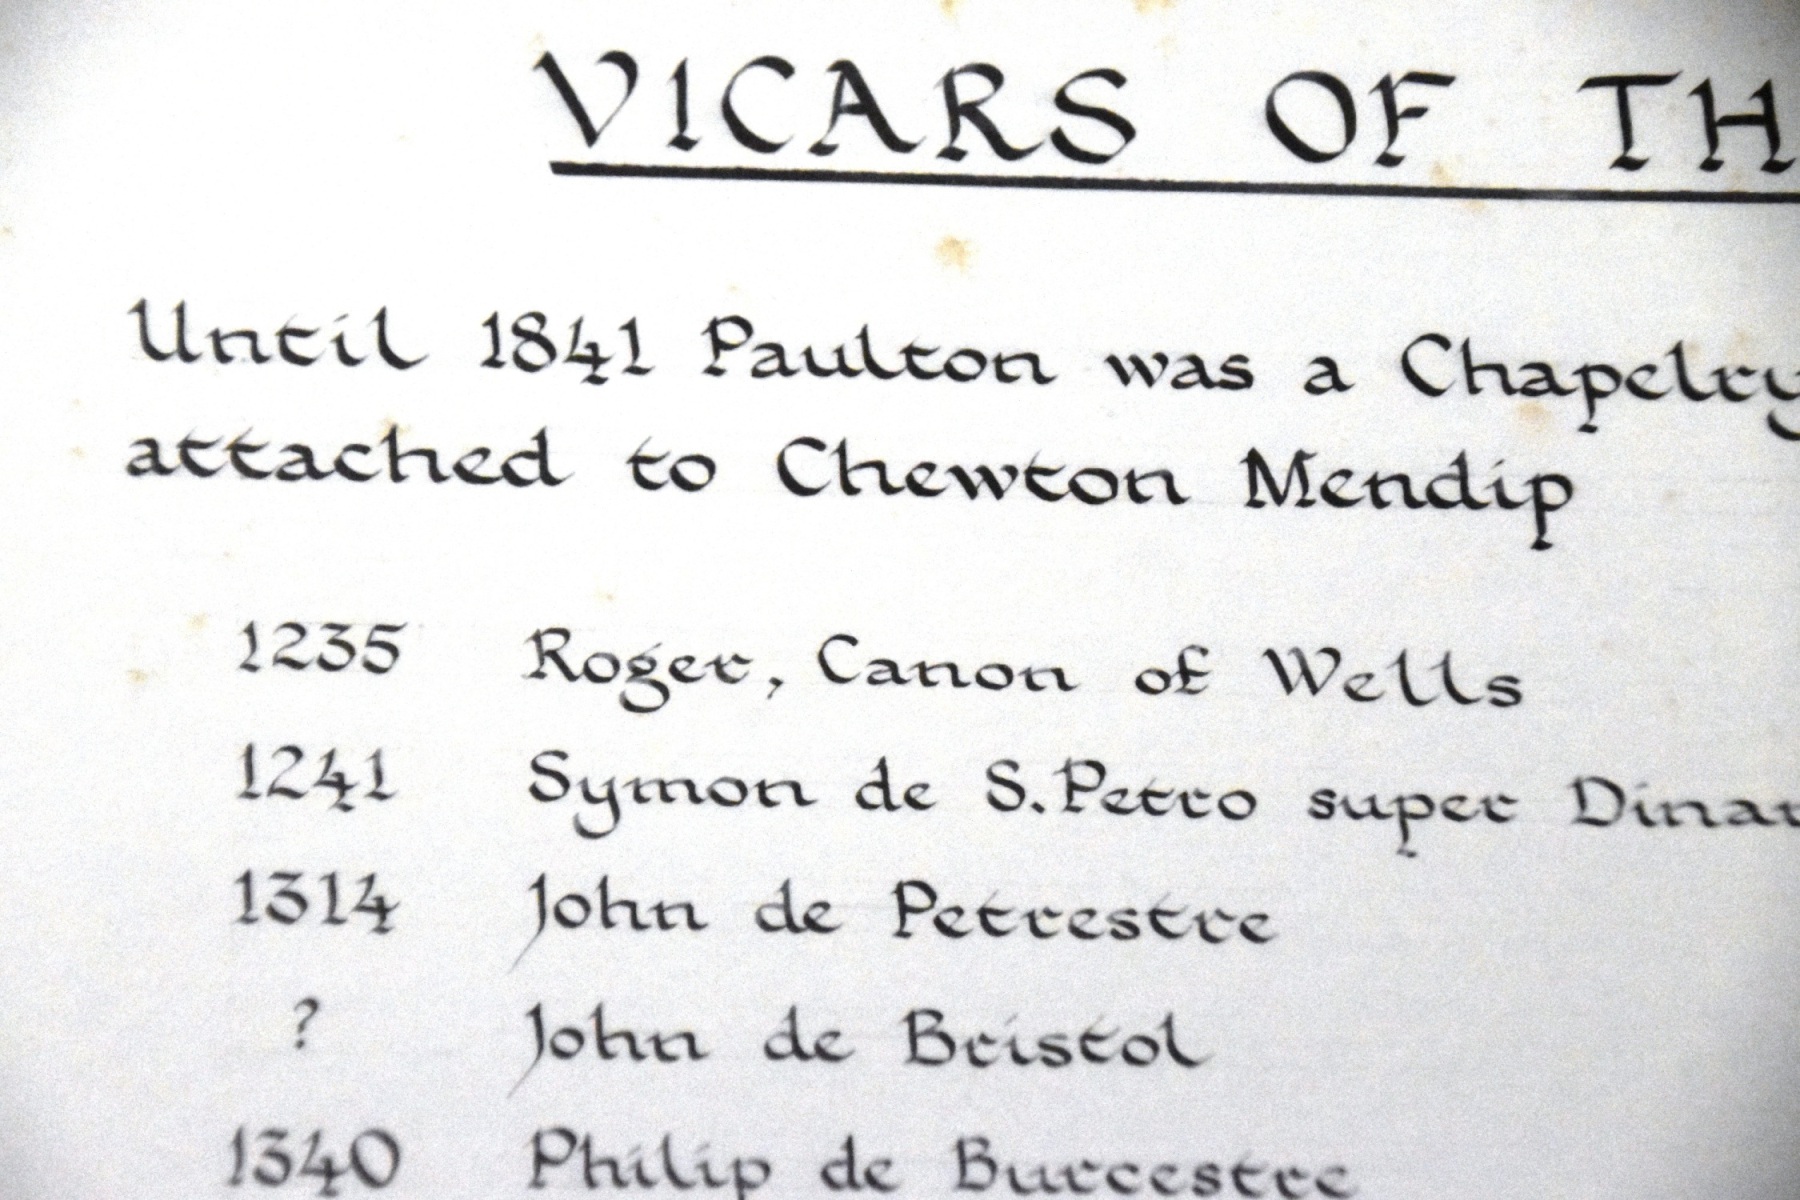 VICARS OF TH
Until 1841 Paulton was a Chapelry
attached to Chewton Mendip
1235 Roger, Canon of Wells
1241 Symon de S. Petro super Dinar
1314 John de Petrestre
? John de Bristol
1340 Philip de Burcestre